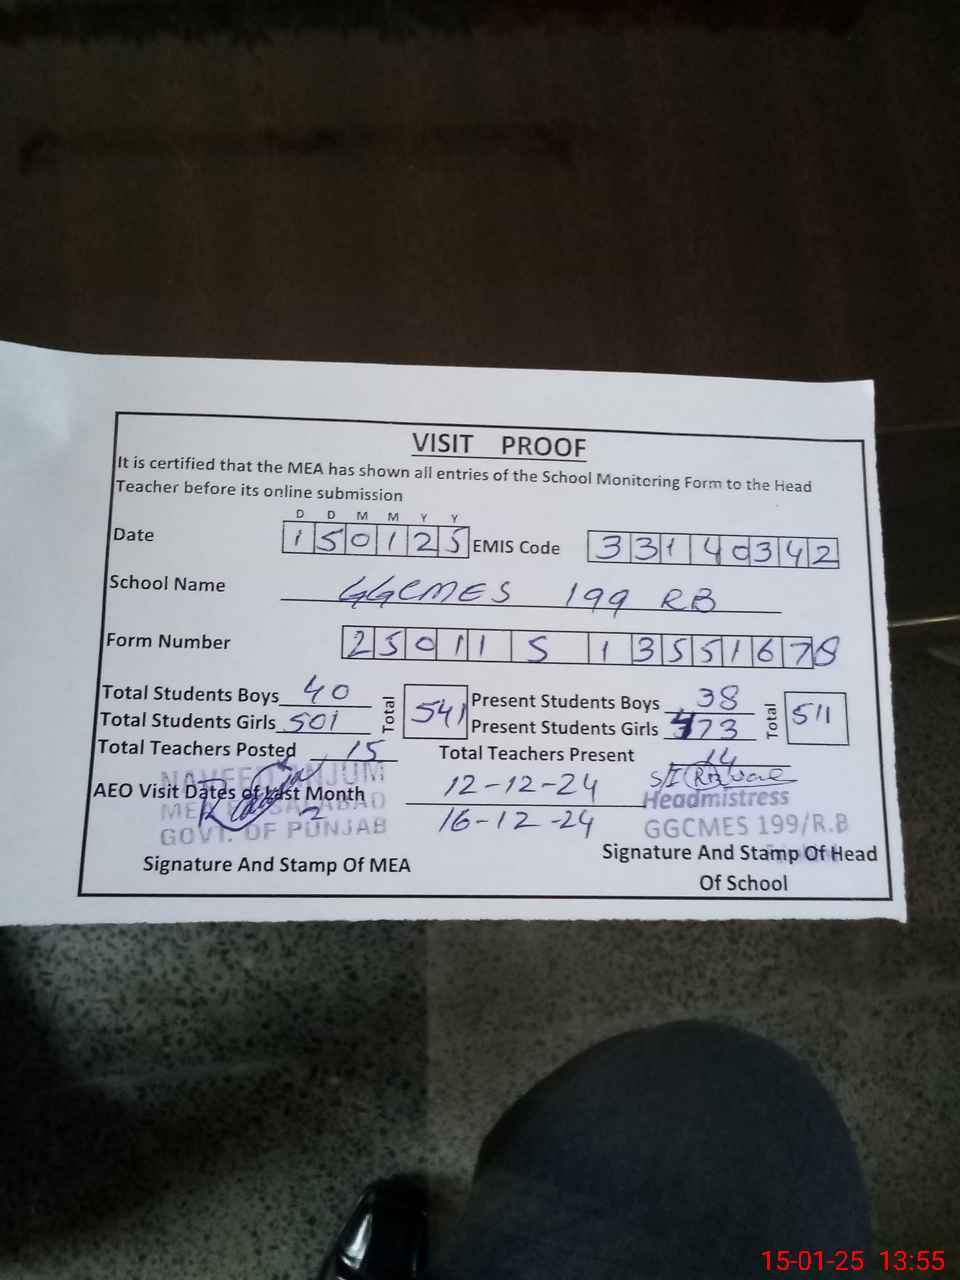 VISIT PROOF
It is certified that the MEA has shown all entries of the School Monitoring Form to the Head
Teacher before its online submission
D D M M Y Y
Date 150125 EMIS Code 33140342
School Name GGCMES 199 RB
Form Number 25011 5 13551678
Total Students Boys 40 Total 541 Present Students Boys 38 Total 511
Total Students Girls 501 Present Students Girls 473
Total Teachers Posted 15 Total Teachers Present 14
NAVEED ANJUM
AEO Visit Dates of Last Month 12-12-24
MEA FAISALABAD Headmistress
GOVT. OF PUNJAB 16-12-24 GGCMES 199/R.B
Signature And Stamp Of MEA Signature And Stamp Of Head
Of School
15-01-25 13:55